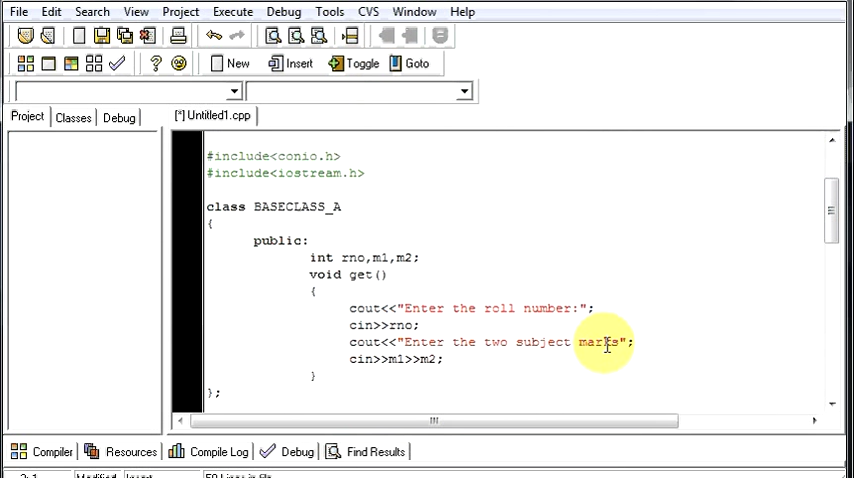 File Edit Search View Project Execute Debug Tools CVS Window Help
New Insert Toggle Goto
Project Classes Debug [*] Untitled1.cpp
#include<conio.h>
#include<iostream.h>
class BASECLASS_A
{
public:
int rno,m1,m2;
void get()
{
cout<<"Enter the roll number:";
cin>>rno;
cout<<"Enter the two subject marks";
cin>>m1>>m2;
}
};
Compiler Resources Compile Log Debug Find Results
Modified Insert